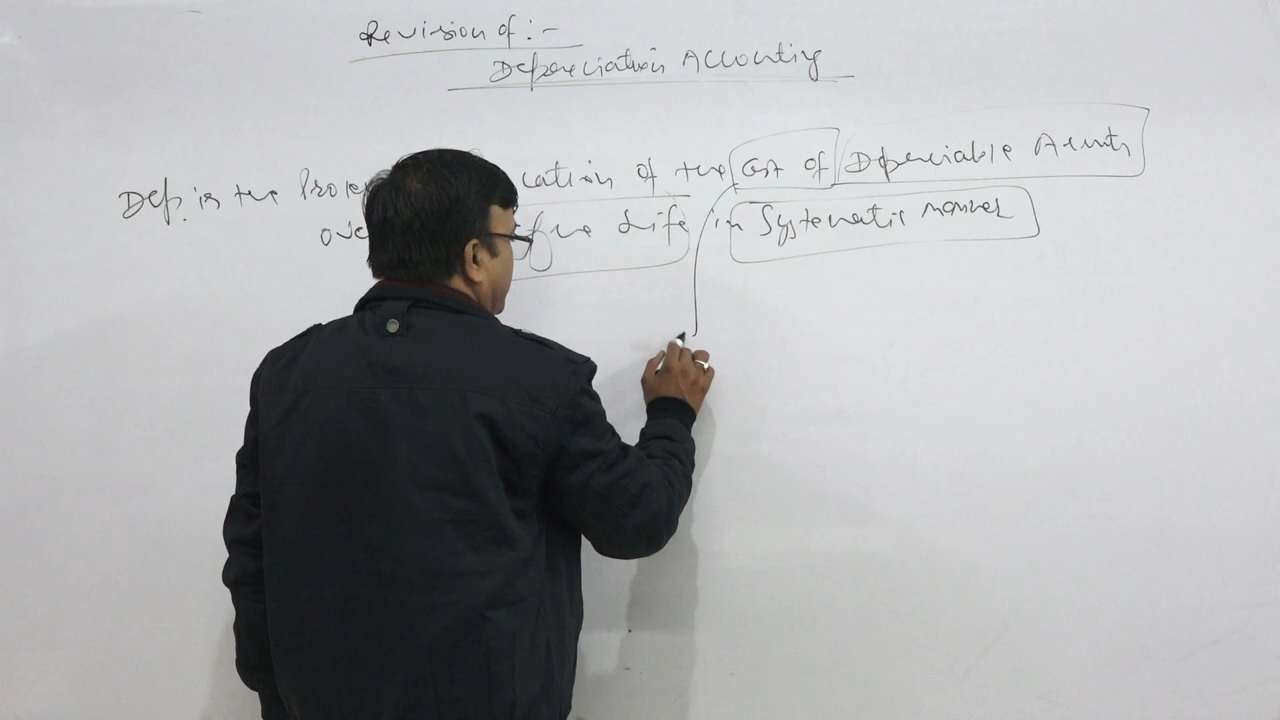 Revision of :-
Depreciation Accounting
Dep. is the cation of the Cost of Depreciable Assets
Life in Systematic manner